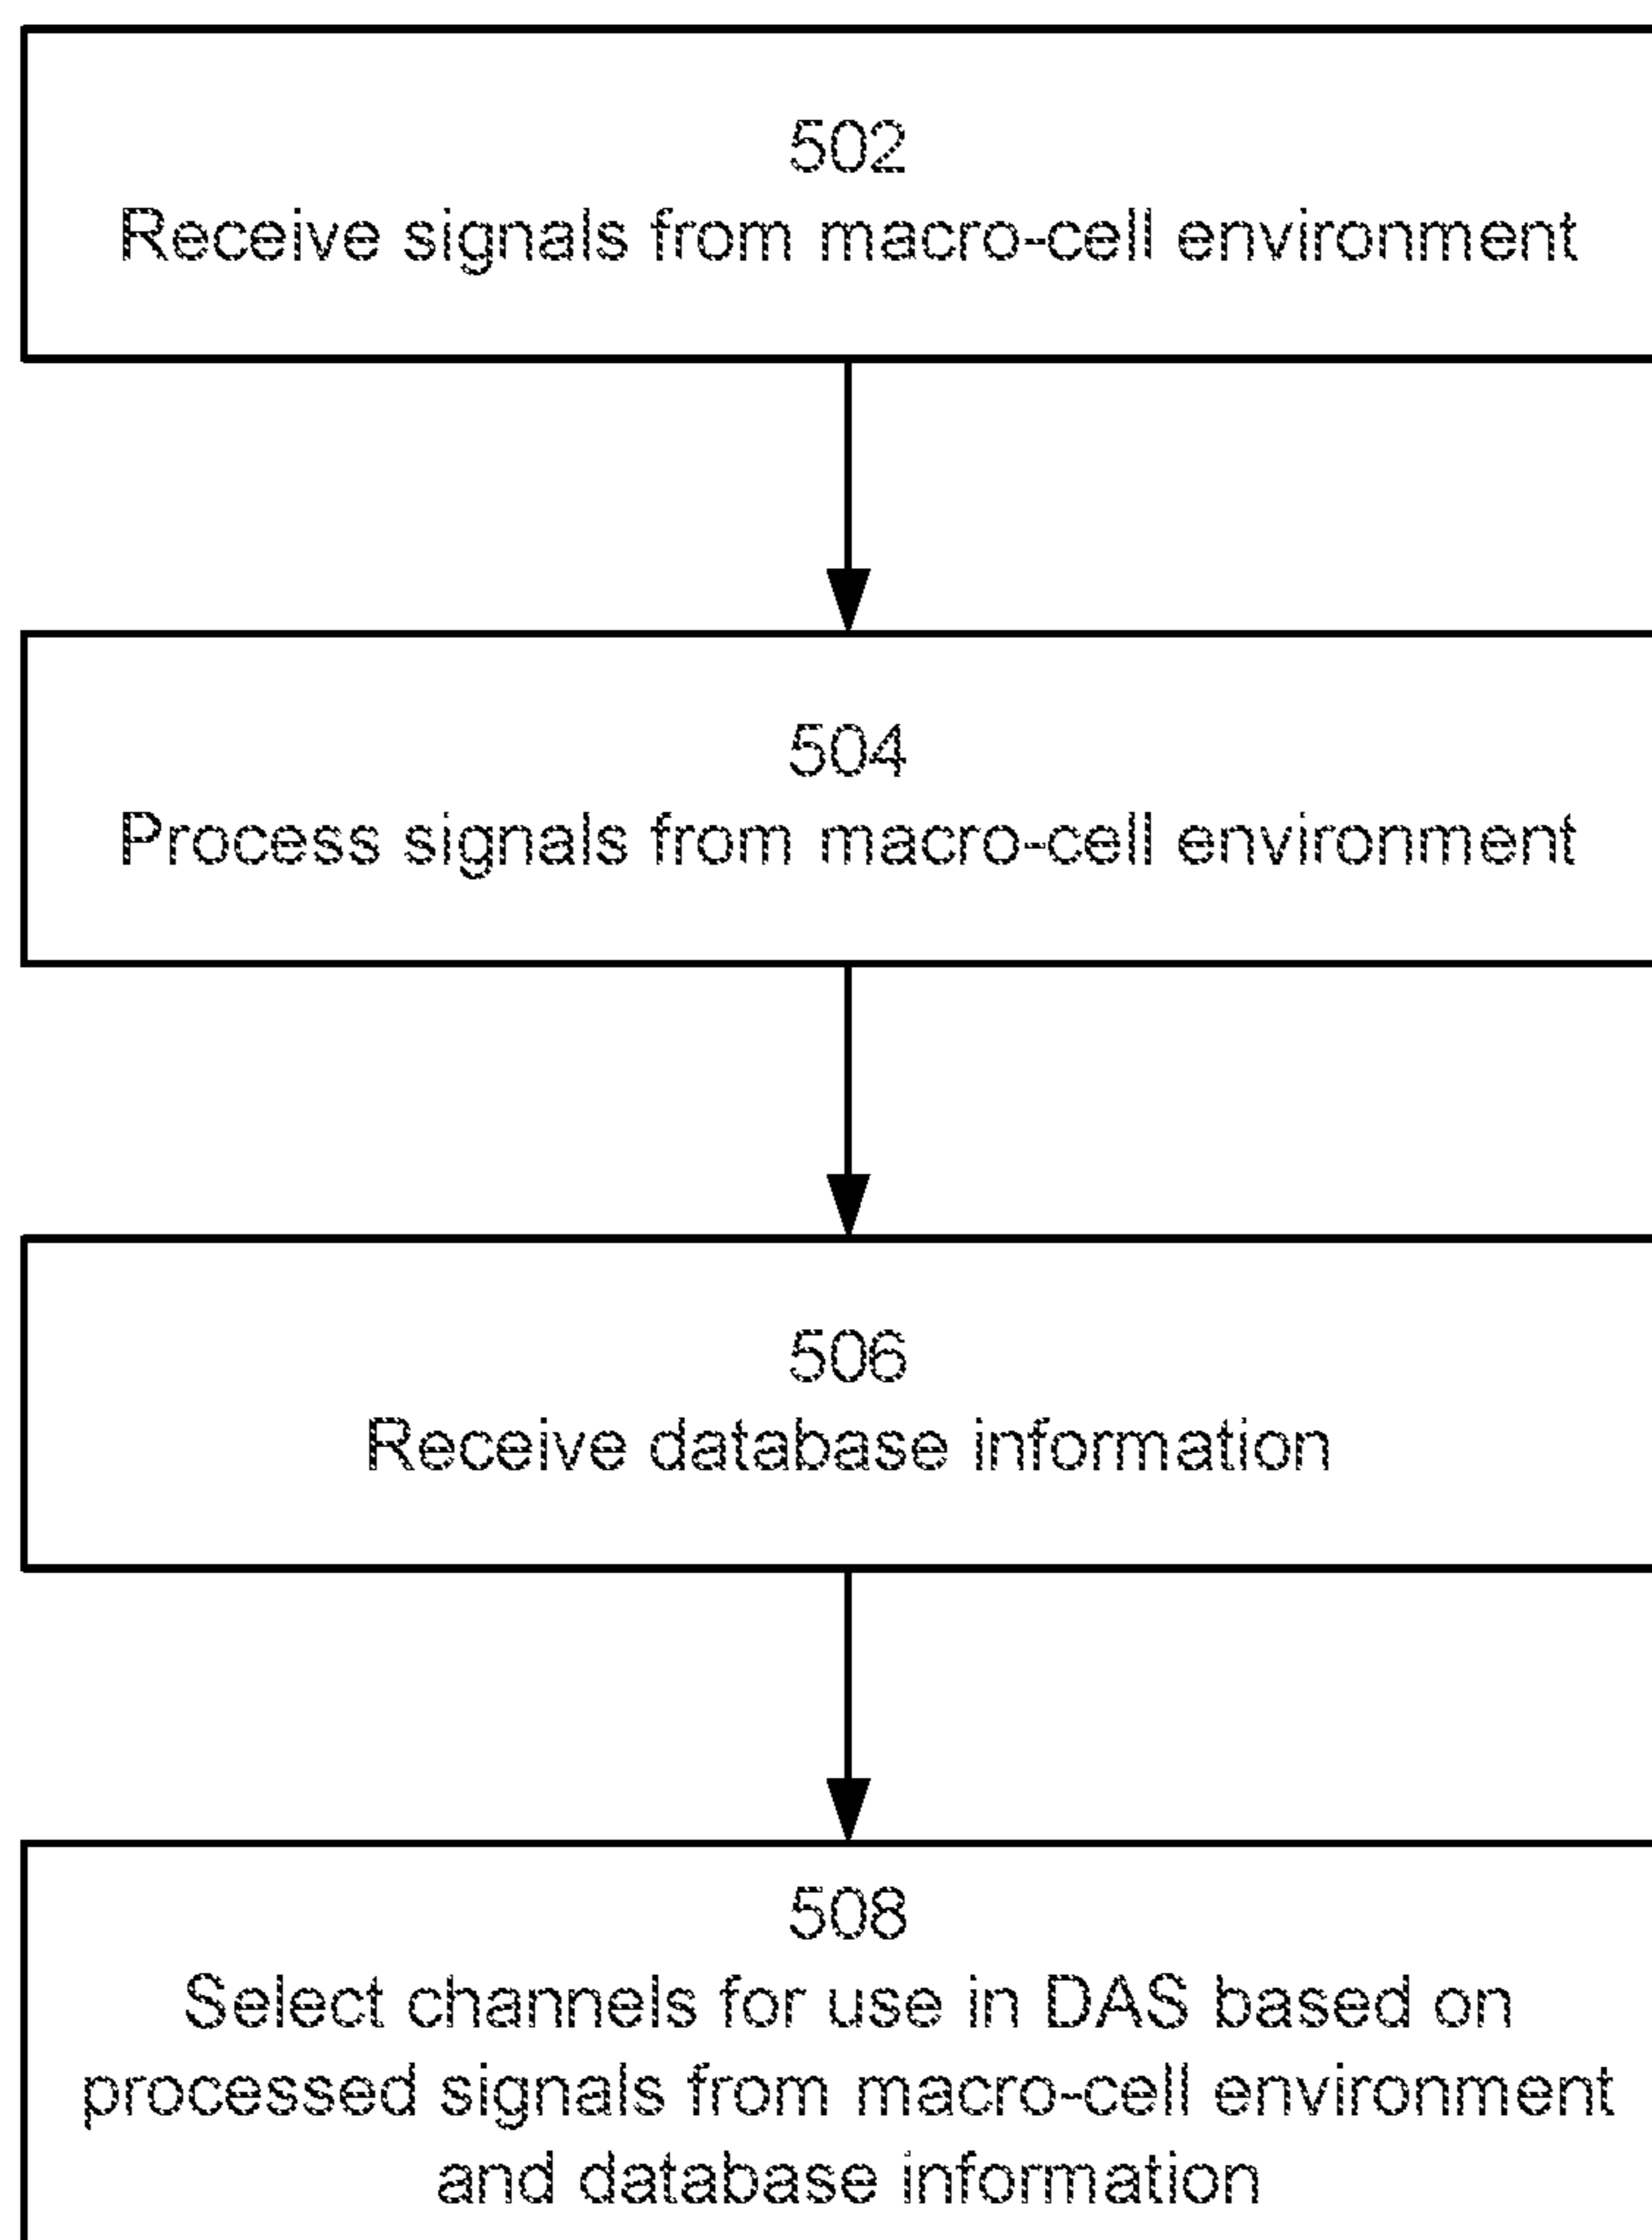 502
Receive signals from macro-cell environment
504
Process signals from macro-cell environment
506
Receive database information
508
Select channels for use in DAS based on
processed signals from macro-cell environment
and database information